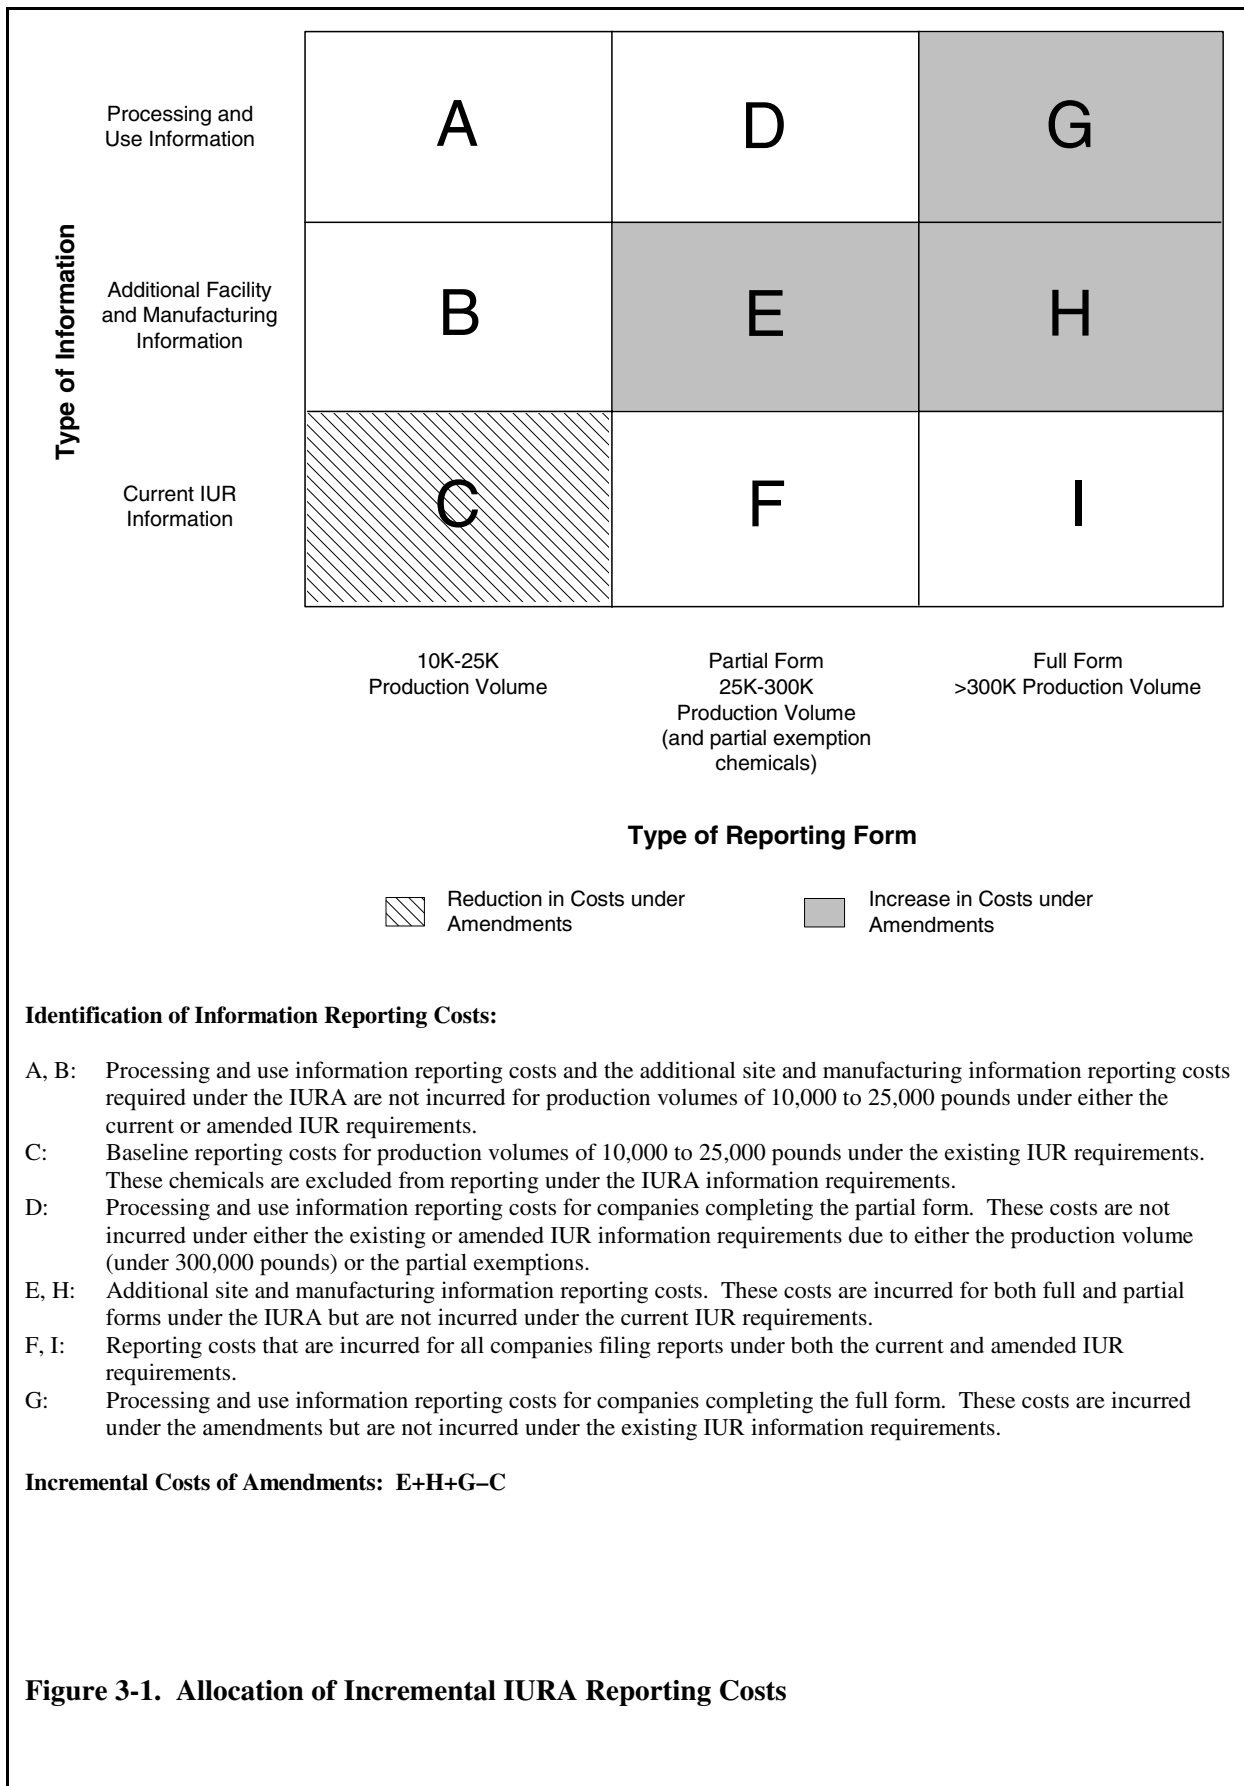 Processing and
Use Information
A
D
G
Type of Information
Additional Facility
and Manufacturing
Information
B
E
H
Current IUR
Information
C
F
I
10K-25K
Production Volume
Partial Form
25K-300K
Production Volume
(and partial exemption
chemicals)
Full Form
>300K Production Volume
Type of Reporting Form
Reduction in Costs under
Amendments
Increase in Costs under
Amendments
Identification of Information Reporting Costs:
A, B: Processing and use information reporting costs and the additional site and manufacturing information reporting costs
required under the IURA are not incurred for production volumes of 10,000 to 25,000 pounds under either the
current or amended IUR requirements.
C: Baseline reporting costs for production volumes of 10,000 to 25,000 pounds under the existing IUR requirements.
These chemicals are excluded from reporting under the IURA information requirements.
D: Processing and use information reporting costs for companies completing the partial form. These costs are not
incurred under either the existing or amended IUR information requirements due to either the production volume
(under 300,000 pounds) or the partial exemptions.
E, H: Additional site and manufacturing information reporting costs. These costs are incurred for both full and partial
forms under the IURA but are not incurred under the current IUR requirements.
F, I: Reporting costs that are incurred for all companies filing reports under both the current and amended IUR
requirements.
G: Processing and use information reporting costs for companies completing the full form. These costs are incurred
under the amendments but are not incurred under the existing IUR information requirements.
Incremental Costs of Amendments: E+H+G–C
Figure 3-1. Allocation of Incremental IURA Reporting Costs